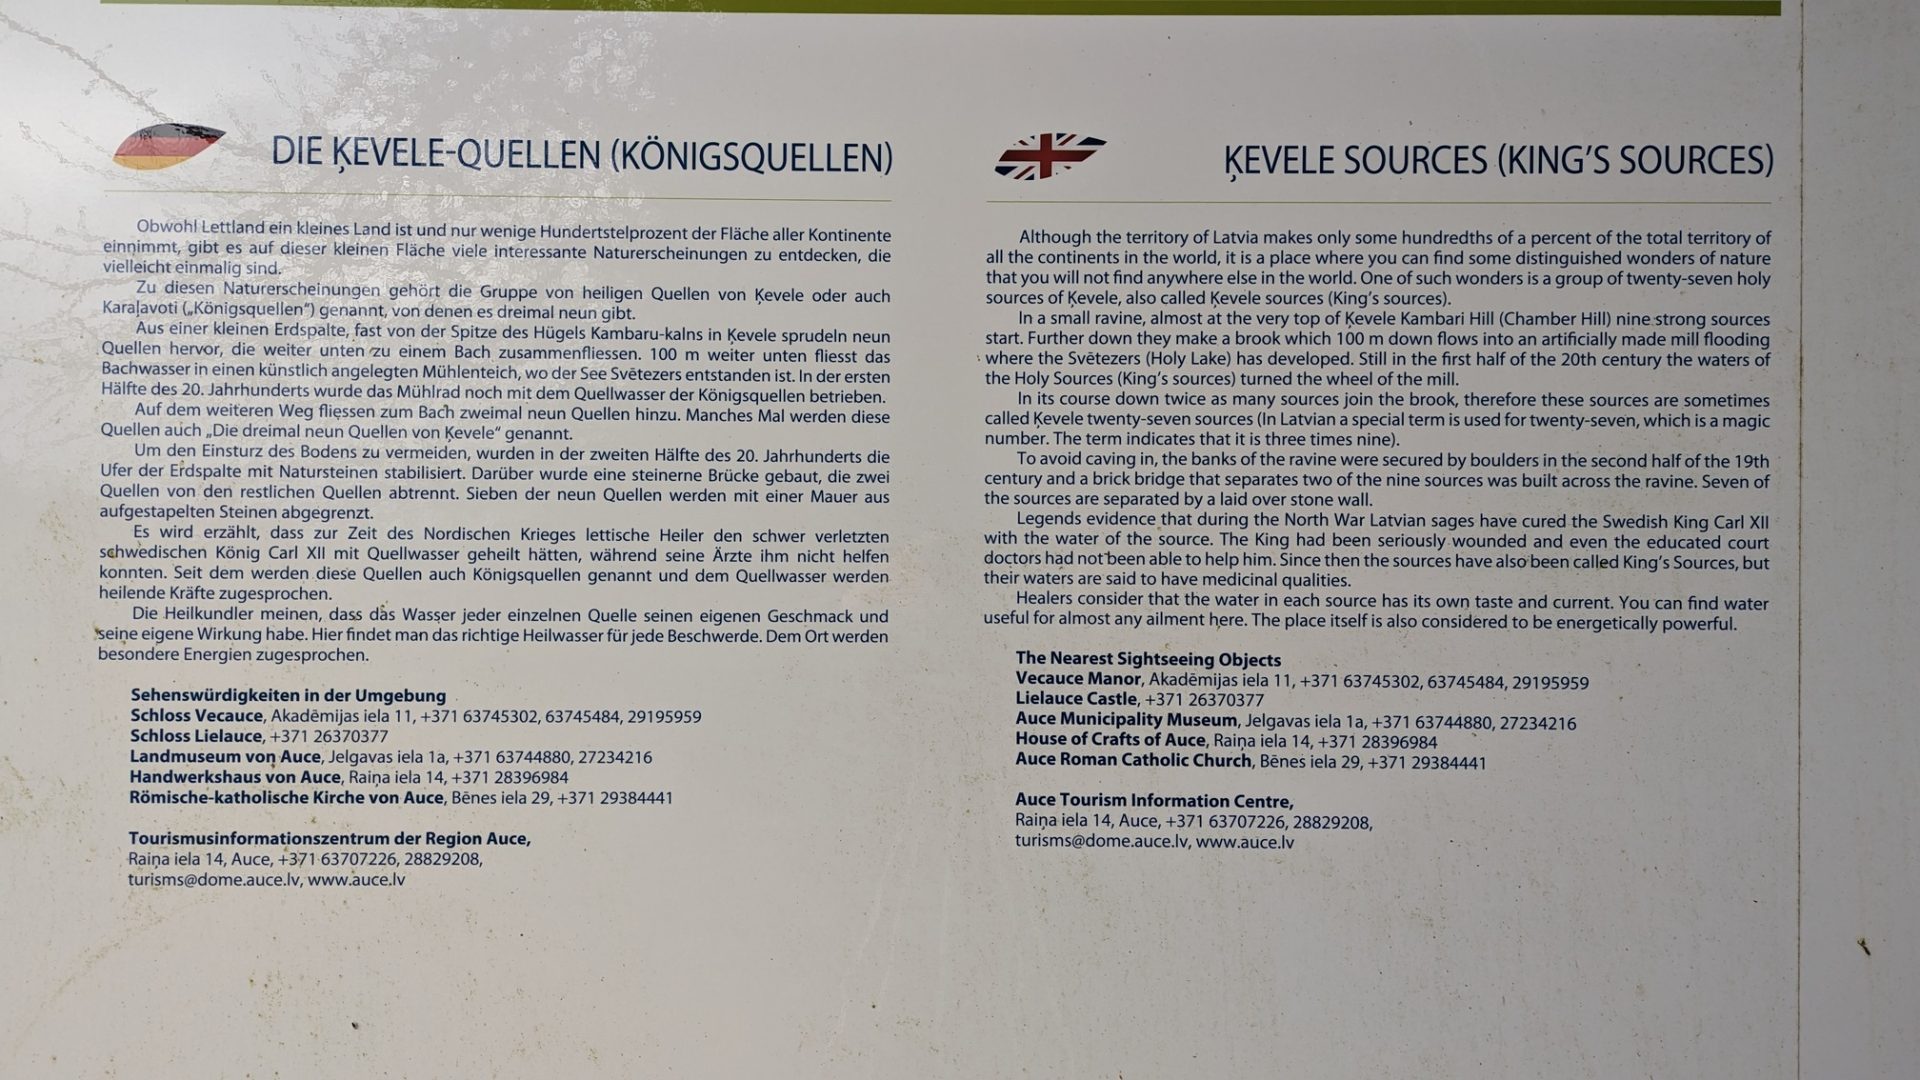 DIE ĶEVELE-QUELLEN (KÖNIGSQUELLEN)
Obwohl Lettland ein kleines Land ist und nur wenige Hundertstelprozent der Fläche aller Kontinente
einnimmt, gibt es auf dieser kleinen Fläche viele interessante Naturerscheinungen zu entdecken, die
vielleicht einmalig sind.
Zu diesen Naturerscheinungen gehört die Gruppe von heiligen Quellen von Ķevele oder auch
Karaļavoti („Königsquellen“) genannt, von denen es dreimal neun gibt.
Aus einer kleinen Erdspalte, fast von der Spitze des Hügels Kambaru-kalns in Ķevele sprudeln neun
Quellen hervor, die weiter unten zu einem Bach zusammenfliessen. 100 m weiter unten fliesst das
Bachwasser in einen künstlich angelegten Mühlenteich, wo der See Svētezers entstanden ist. In der ersten
Hälfte des 20. Jahrhunderts wurde das Mühlrad noch mit dem Quellwasser der Königsquellen betrieben.
Auf dem weiteren Weg fliessen zum Bach zweimal neun Quellen hinzu. Manches Mal werden diese
Quellen auch „Die dreimal neun Quellen von Ķevele“ genannt.
Um den Einsturz des Bodens zu vermeiden, wurden in der zweiten Hälfte des 20. Jahrhunderts die
Ufer der Erdspalte mit Natursteinen stabilisiert. Darüber wurde eine steinerne Brücke gebaut, die zwei
Quellen von den restlichen Quellen abtrennt. Sieben der neun Quellen werden mit einer Mauer aus
aufgestapelten Steinen abgegrenzt.
Es wird erzählt, dass zur Zeit des Nordischen Krieges lettische Heiler den schwer verletzten
schwedischen König Carl XII mit Quellwasser geheilt hätten, während seine Ärzte ihm nicht helfen
konnten. Seit dem werden diese Quellen auch Königsquellen genannt und dem Quellwasser werden
heilende Kräfte zugesprochen.
Die Heilkundler meinen, dass das Wasser jeder einzelnen Quelle seinen eigenen Geschmack und
seine eigene Wirkung habe. Hier findet man das richtige Heilwasser für jede Beschwerde. Dem Ort werden
besondere Energien zugesprochen.
Sehenswürdigkeiten in der Umgebung
Schloss Vecauce, Akadēmijas iela 11, +371 63745302, 63745484, 29195959
Schloss Lielauce, +371 26370377
Landmuseum von Auce, Jelgavas iela 1a, +371 63744880, 27234216
Handwerkshaus von Auce, Raiņa iela 14, +371 28396984
Römische-katholische Kirche von Auce, Bēnes iela 29, +371 29384441
Tourismusinformationszentrum der Region Auce,
Raiņa iela 14, Auce, +371 63707226, 28829208,
turisms@dome.auce.lv, www.auce.lv
ĶEVELE SOURCES (KING'S SOURCES)
Although the territory of Latvia makes only some hundredths of a percent of the total territory of
all the continents in the world, it is a place where you can find some distinguished wonders of nature
that you will not find anywhere else in the world. One of such wonders is a group of twenty-seven holy
sources of Ķevele, also called Ķevele sources (King's sources).
In a small ravine, almost at the very top of Ķevele Kambari Hill (Chamber Hill) nine strong sources
start. Further down they make a brook which 100 m down flows into an artificially made mill flooding
where the Svētezers (Holy Lake) has developed. Still in the first half of the 20th century the waters of
the Holy Sources (King's sources) turned the wheel of the mill.
In its course down twice as many sources join the brook, therefore these sources are sometimes
called Ķevele twenty-seven sources (In Latvian a special term is used for twenty-seven, which is a magic
number. The term indicates that it is three times nine).
To avoid caving in, the banks of the ravine were secured by boulders in the second half of the 19th
century and a brick bridge that separates two of the nine sources was built across the ravine. Seven of
the sources are separated by a laid over stone wall.
Legends evidence that during the North War Latvian sages have cured the Swedish King Carl XII
with the water of the source. The King had been seriously wounded and even the educated court
doctors had not been able to help him. Since then the sources have also been called King's Sources, but
their waters are said to have medicinal qualities.
Healers consider that the water in each source has its own taste and current. You can find water
useful for almost any ailment here. The place itself is also considered to be energetically powerful.
The Nearest Sightseeing Objects
Vecauce Manor, Akadēmijas iela 11, +371 63745302, 63745484, 29195959
Lielauce Castle, +371 26370377
Auce Municipality Museum, Jelgavas iela 1a, +371 63744880, 27234216
House of Crafts of Auce, Raiņa iela 14, +371 28396984
Auce Roman Catholic Church, Bēnes iela 29, +371 29384441
Auce Tourism Information Centre,
Raiņa iela 14, Auce, +371 63707226, 28829208,
turisms@dome.auce.lv, www.auce.lv